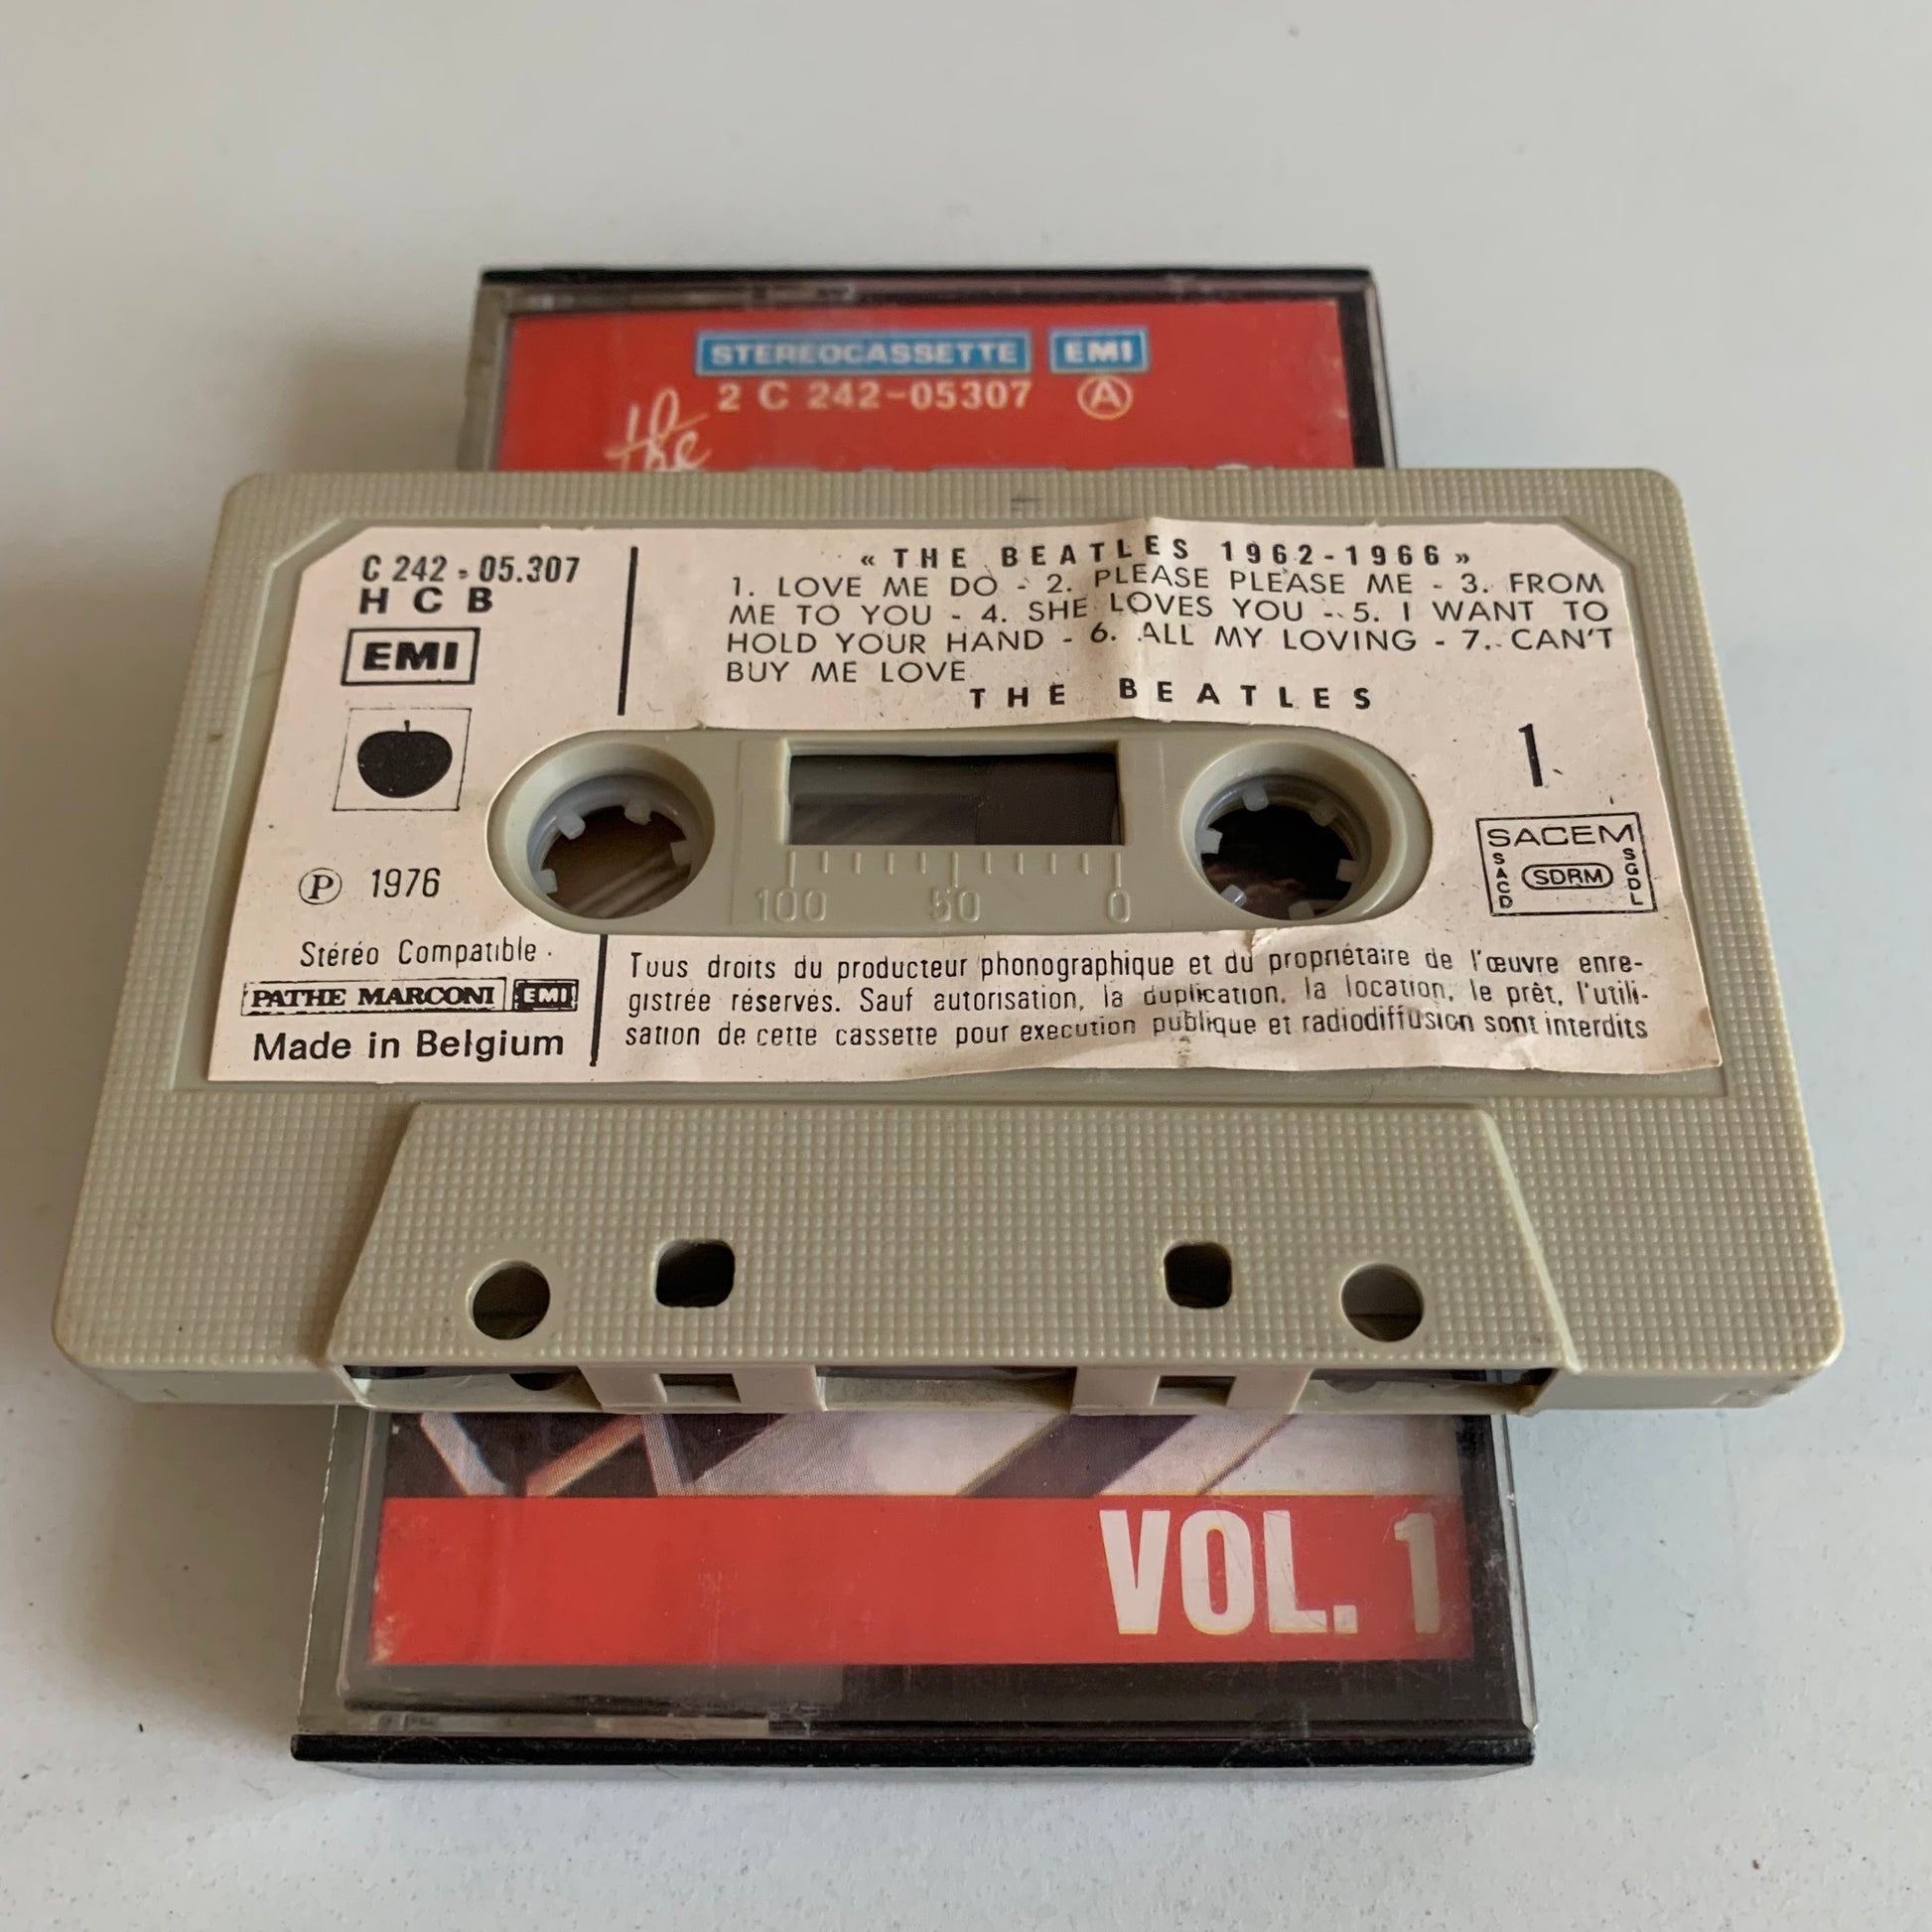 STEREOCASSETTE EMI
2 C 242-05307 A
the
C 242 - 05.307
H C B
EMI
« THE BEATLES 1962-1966 »
1. LOVE ME DO - 2. PLEASE PLEASE ME - 3. FROM
ME TO YOU - 4. SHE LOVES YOU - 5. I WANT TO
HOLD YOUR HAND - 6. ALL MY LOVING - 7. CAN'T
BUY ME LOVE
THE BEATLES
1
SACEM
SACD SDRM SGDL
100 50 0
℗ 1976
Stéréo Compatible
PATHE MARCONI EMI
Made in Belgium
Tous droits du producteur phonographique et du propriétaire de l'œuvre enre-
gistrée réservés. Sauf autorisation, la duplication, la location, le prêt, l'utili-
sation de cette cassette pour execution publique et radiodiffusion sont interdits
VOL. 1